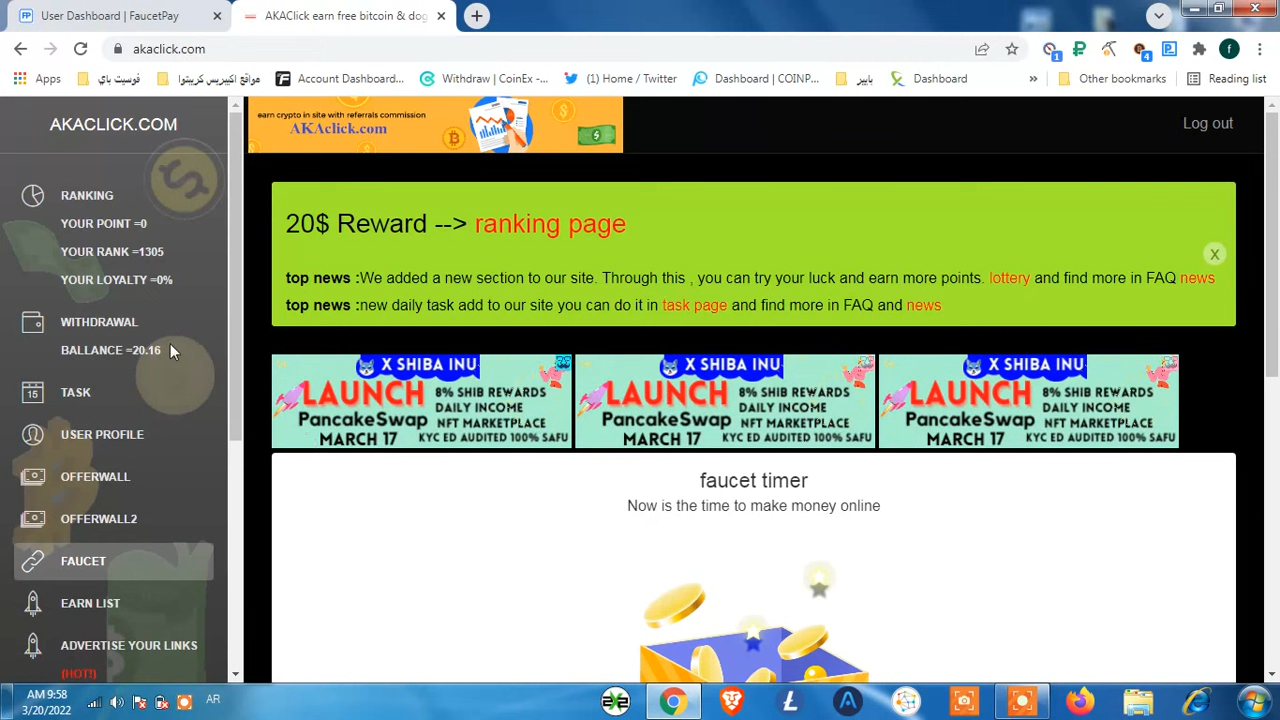 User Dashboard | FaucetPay
AKAClick earn free bitcoin & dog
akaclick.com
1
4
f
Apps
فوسيت باي
مواقع اكبيرس كريبتوا
Account Dashboard...
Withdraw | CoinEx -...
(1) Home / Twitter
Dashboard | COINP...
بايير
Dashboard
»
Other bookmarks
Reading list
AKACLICK.COM
earn crypto in site with referrals commission
AKAclick.com
Log out
RANKING
YOUR POINT =0
YOUR RANK =1305
YOUR LOYALTY =0%
WITHDRAWAL
BALLANCE =20.16
15
TASK
USER PROFILE
OFFERWALL
OFFERWALL2
FAUCET
EARN LIST
ADVERTISE YOUR LINKS
(HOT!)
20$ Reward --> ranking page
X
top news :We added a new section to our site. Through this , you can try your luck and earn more points. lottery and find more in FAQ news
top news :new daily task add to our site you can do it in task page and find more in FAQ and news
X SHIBA INU
LAUNCH
PancakeSwap
MARCH 17
8% SHIB REWARDS
DAILY INCOME
NFT MARKETPLACE
KYC ED AUDITED 100% SAFU
X SHIBA INU
LAUNCH
PancakeSwap
MARCH 17
8% SHIB REWARDS
DAILY INCOME
NFT MARKETPLACE
KYC ED AUDITED 100% SAFU
X SHIBA INU
LAUNCH
PancakeSwap
MARCH 17
8% SHIB REWARDS
DAILY INCOME
NFT MARKETPLACE
KYC ED AUDITED 100% SAFU
faucet timer
Now is the time to make money online
AM 9:58
3/20/2022
AR